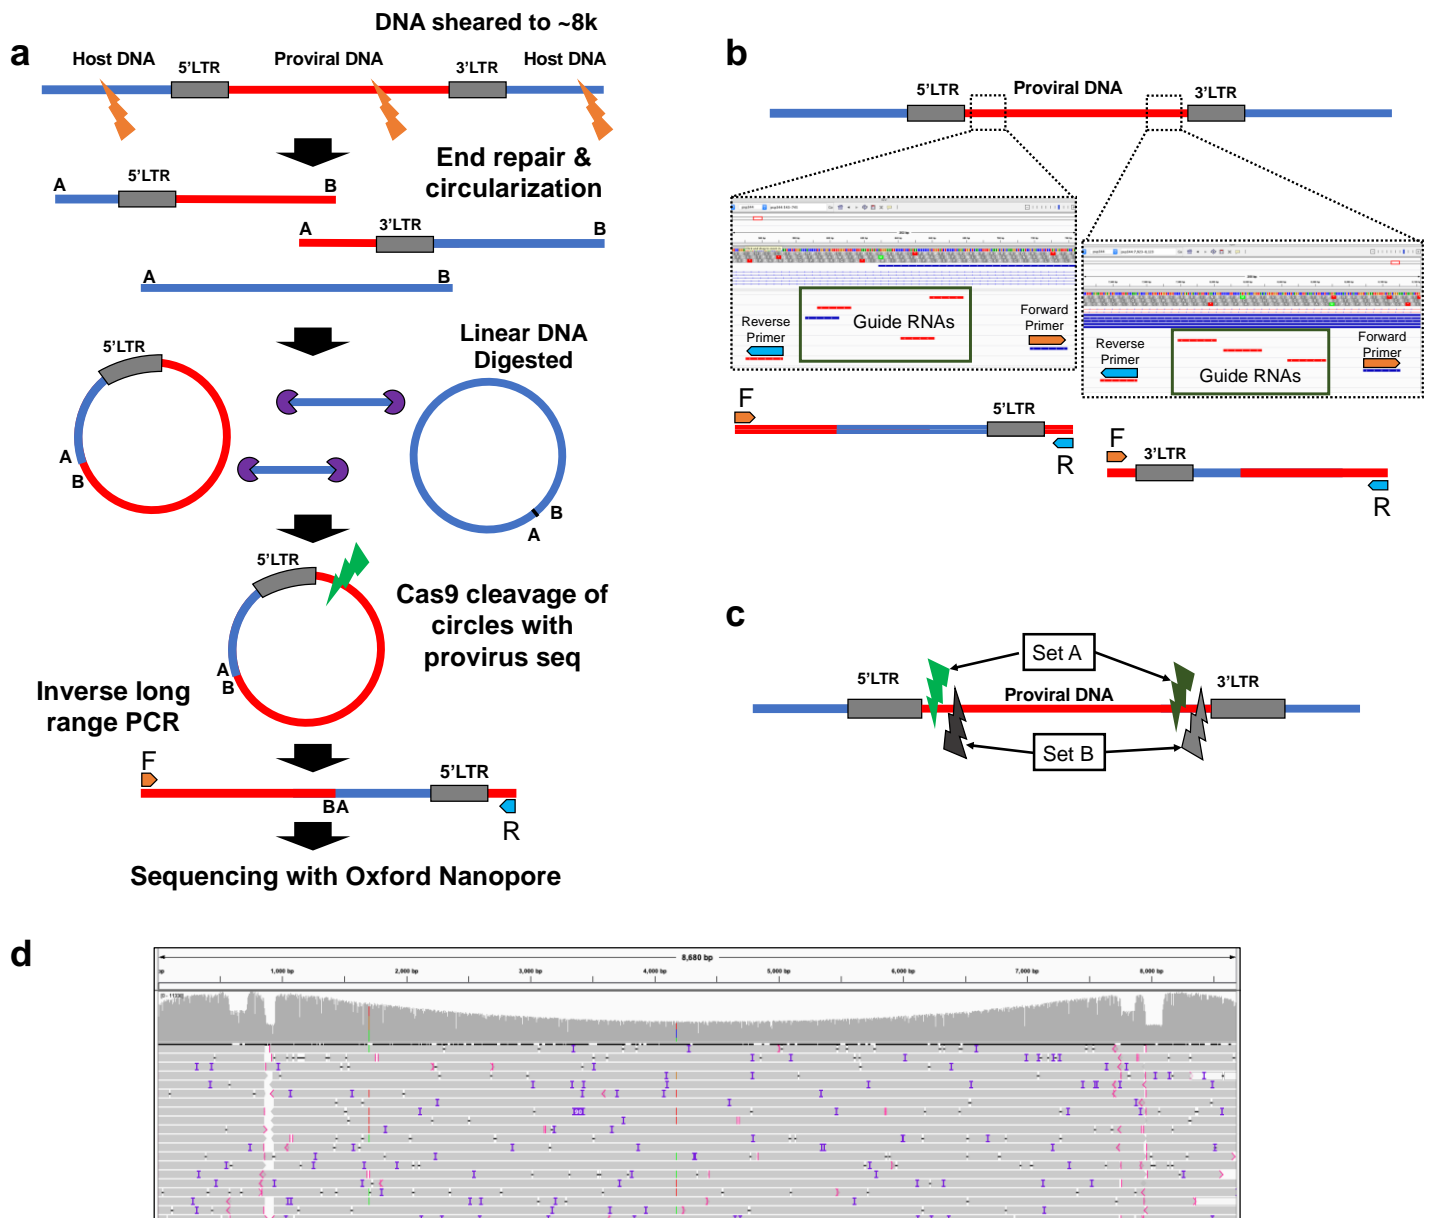 a
DNA sheared to ~8k
Host DNA
5'LTR
Proviral DNA
3'LTR
Host DNA
End repair &
circularization
A
5'LTR
B
A
3'LTR
B
A
B
Linear DNA
Digested
5'LTR
A
B
B
A
5'LTR
Cas9 cleavage of
circles with
provirus seq
A
B
Inverse long
range PCR
F
5'LTR
BA
R
Sequencing with Oxford Nanopore
b
5'LTR
Proviral DNA
3'LTR
Reverse
Primer
Guide RNAs
Forward
Primer
Reverse
Primer
Guide RNAs
Forward
Primer
F
5'LTR
R
F
3'LTR
R
c
Set A
5'LTR
Proviral DNA
3'LTR
Set B
d
8,680 bp
bp
1,000 bp
2,000 bp
3,000 bp
4,000 bp
5,000 bp
6,000 bp
7,000 bp
8,000 bp